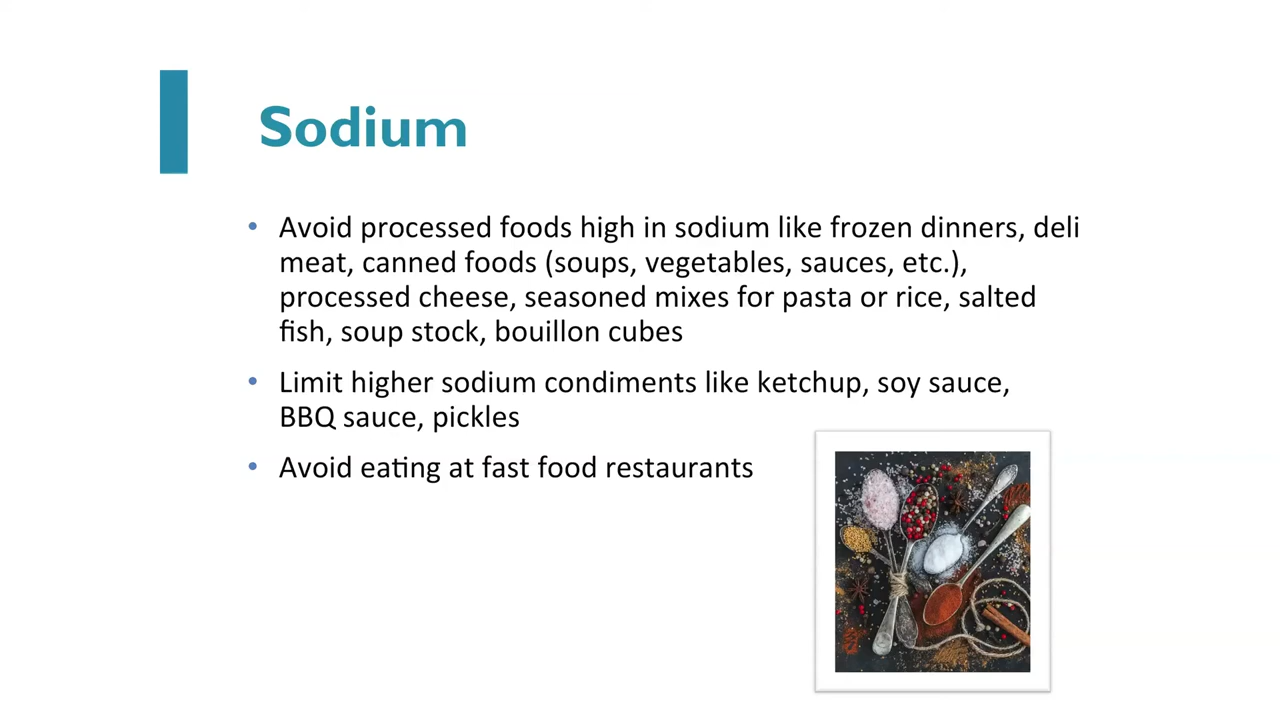 Sodium
• Avoid processed foods high in sodium like frozen dinners, deli
meat, canned foods (soups, vegetables, sauces, etc.),
processed cheese, seasoned mixes for pasta or rice, salted
fish, soup stock, bouillon cubes
• Limit higher sodium condiments like ketchup, soy sauce,
BBQ sauce, pickles
• Avoid eating at fast food restaurants